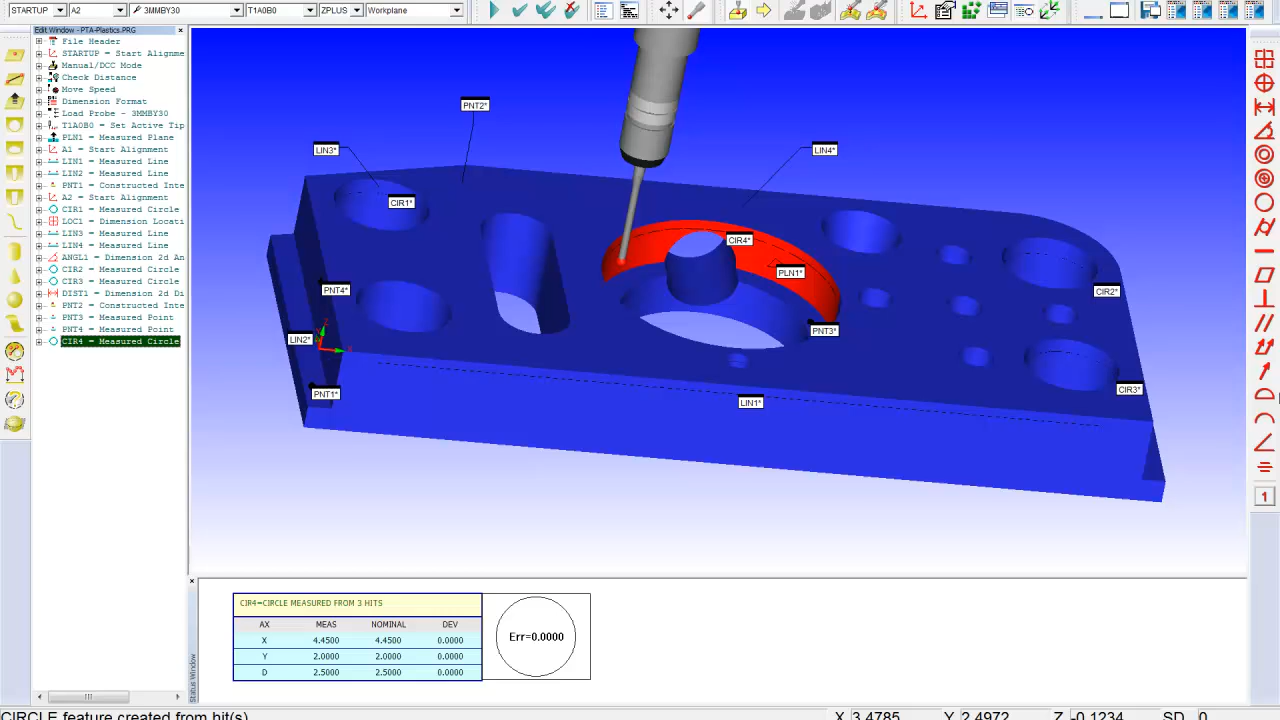 STARTUP A2 3MMBY30 T1A0B0 ZPLUS Workplane
Edit Window - PTA-Plastics.PRG
File Header
STARTUP = Start Alignme
Manual/DCC Mode
Check Distance
Move Speed
Dimension Format
Load Probe - 3MMBY30
T1A0B0 = Set Active Tip
PLN1 = Measured Plane
A1 = Start Alignment
LIN1 = Measured Line
LIN2 = Measured Line
PNT1 = Constructed Inte
A2 = Start Alignment
CIR1 = Measured Circle
LOC1 = Dimension Locati
LIN3 = Measured Line
LIN4 = Measured Line
ANGL1 = Dimension 2d An
CIR2 = Measured Circle
CIR3 = Measured Circle
DIST1 = Dimension 2d Di
PNT2 = Constructed Inte
PNT3 = Measured Point
PNT4 = Measured Point
CIR4 = Measured Circle
PNT2*
LIN3*
LIN4*
CIR1*
CIR4*
PLN1*
PNT4*
CIR2*
PNT3*
LIN2*
Z
X
PNT1*
CIR3*
LIN1*
1
Status Window
CIR4=CIRCLE MEASURED FROM 3 HITS
AX MEAS NOMINAL DEV
X 4.4500 4.4500 0.0000
Y 2.0000 2.0000 0.0000
D 2.5000 2.5000 0.0000
Err=0.0000
CIRCLE feature created from hit(s) X 3.4785 Y 2.4972 Z -0.1234 SD 0